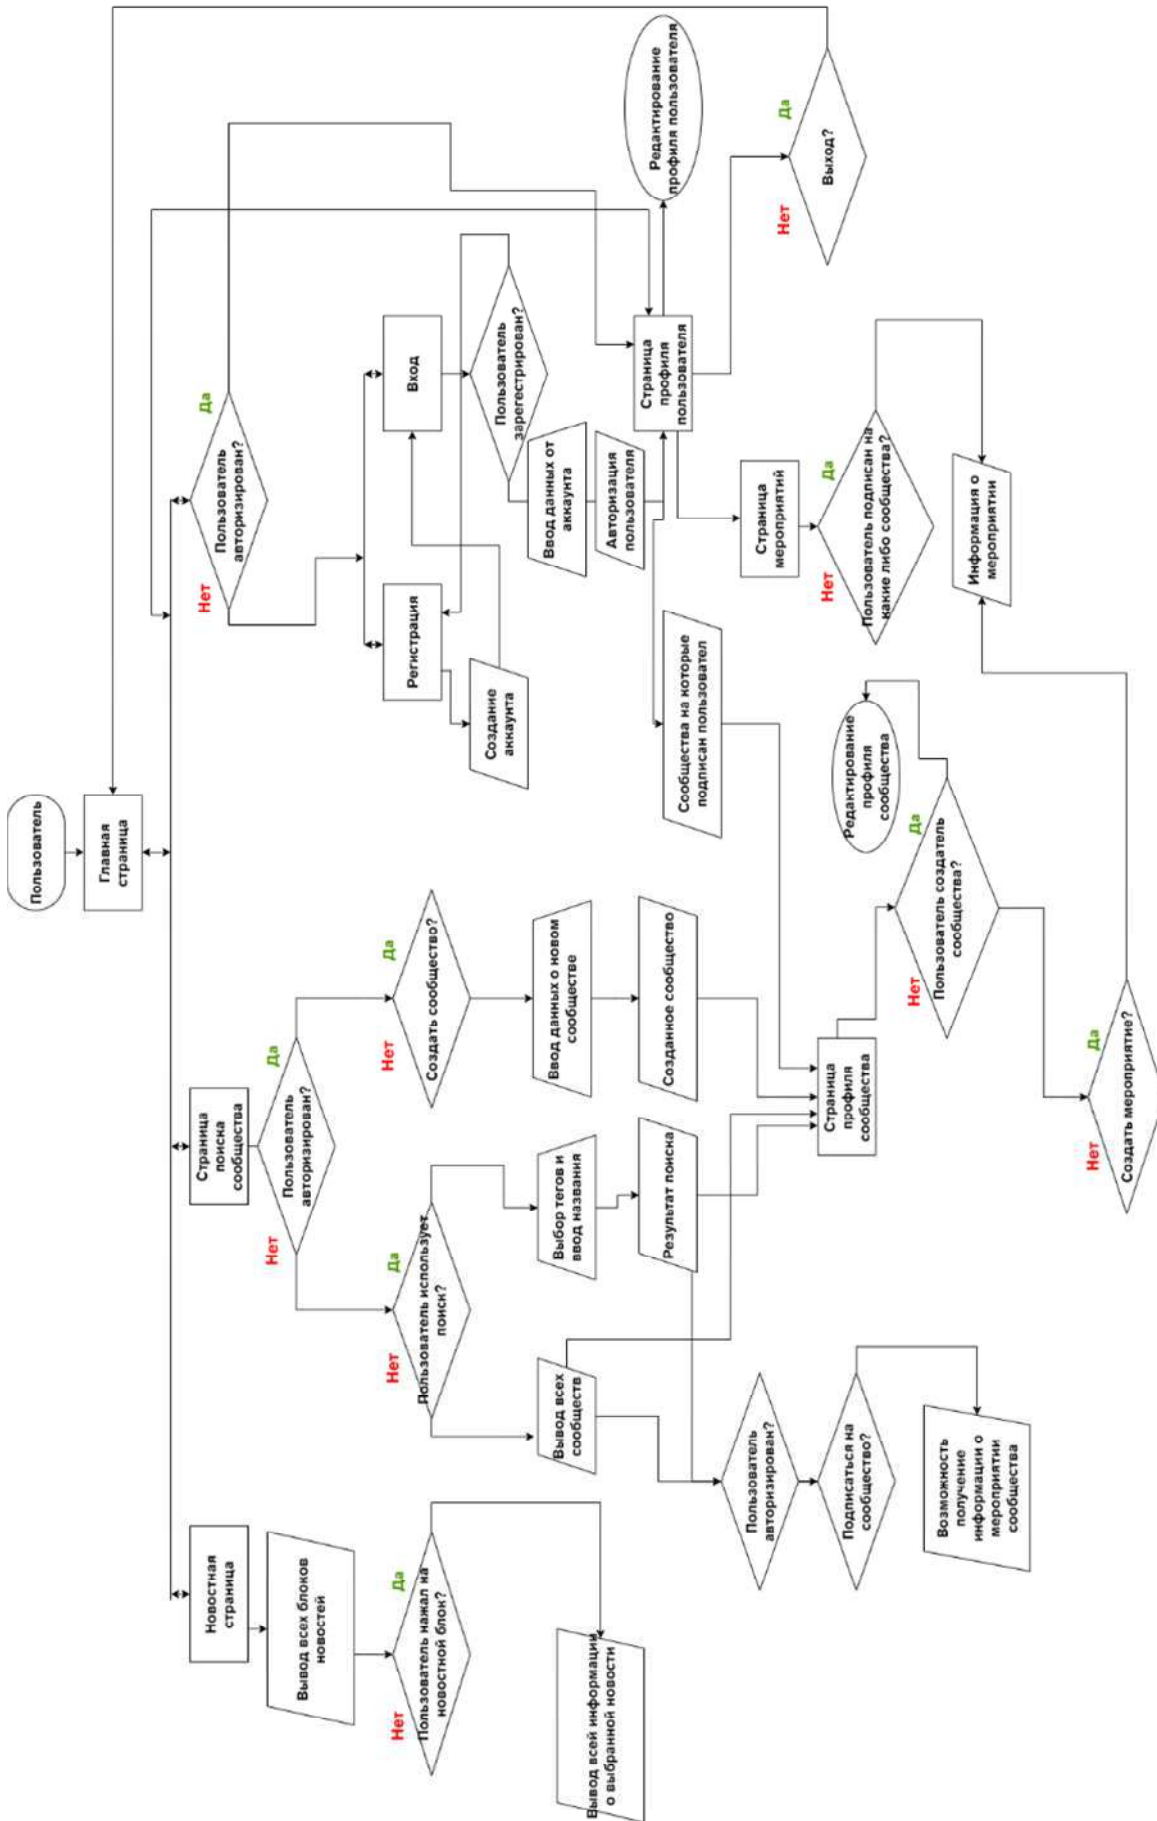 Пользователь
Главная
страница
Новостная
страница
Вывод всех блоков
новостей
Пользователь нажал на
новостной блок?
Нет
Да
Вывод всей информации
о выбранной новости
Страница
поиска
сообщества
Пользователь
авторизирован?
Нет
Да
Пользователь использует
поиск?
Нет
Да
Создать сообщество?
Нет
Да
Вывод всех
сообществ
Выбор тегов и
ввод названия
Ввод данных о новом
сообществе
Результат поиска
Созданное сообщество
Пользователь
авторизирован?
Подписаться на
сообщество?
Возможность
получение
информации о
мероприятии
сообщества
Страница
профиля
сообщества
Пользователь создатель
сообщества?
Нет
Да
Редактирование
профиля
сообщества
Создать мероприятие?
Нет
Да
Пользователь
авторизирован?
Нет
Да
Регистрация
Вход
Создание
аккаунта
Пользователь
зарегестрирован?
Ввод данных от
аккаунта
Авторизация
пользователя
Сообщества на которые
подписан пользовател
Страница
профиля
пользователя
Редактирование
профиля пользователя
Страница
мероприятий
Пользователь подписан на
какие либо сообщества?
Нет
Да
Информация о
мероприятии
Выход?
Нет
Да